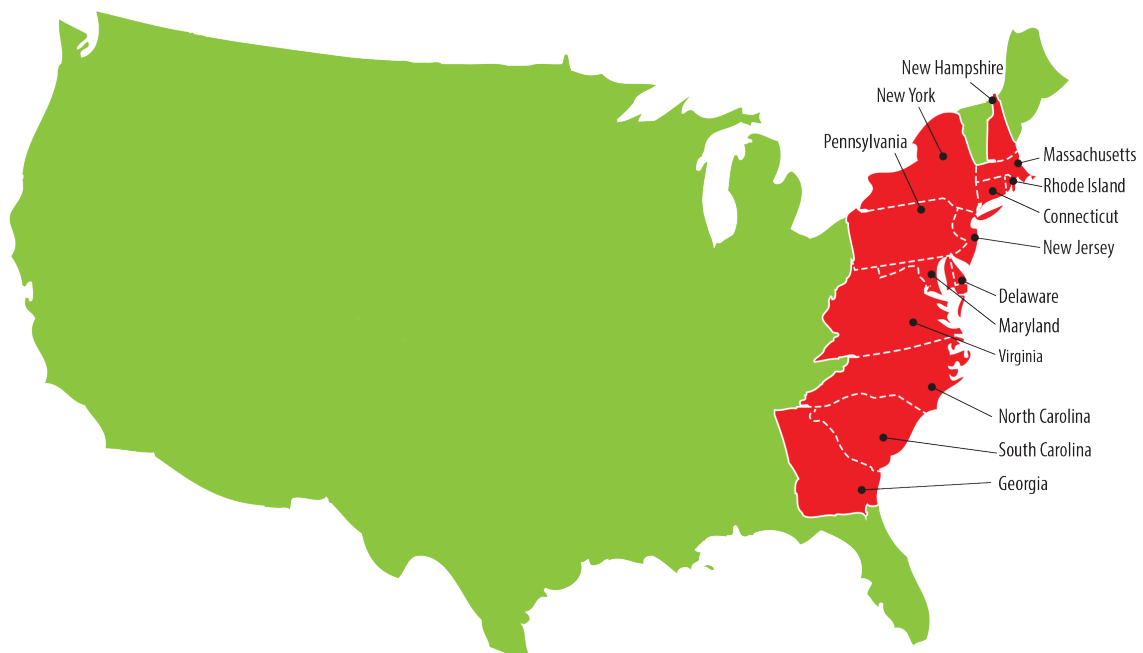 New Hampshire
New York
Pennsylvania
Massachusetts
Rhode Island
Connecticut
New Jersey
Delaware
Maryland
Virginia
North Carolina
South Carolina
Georgia